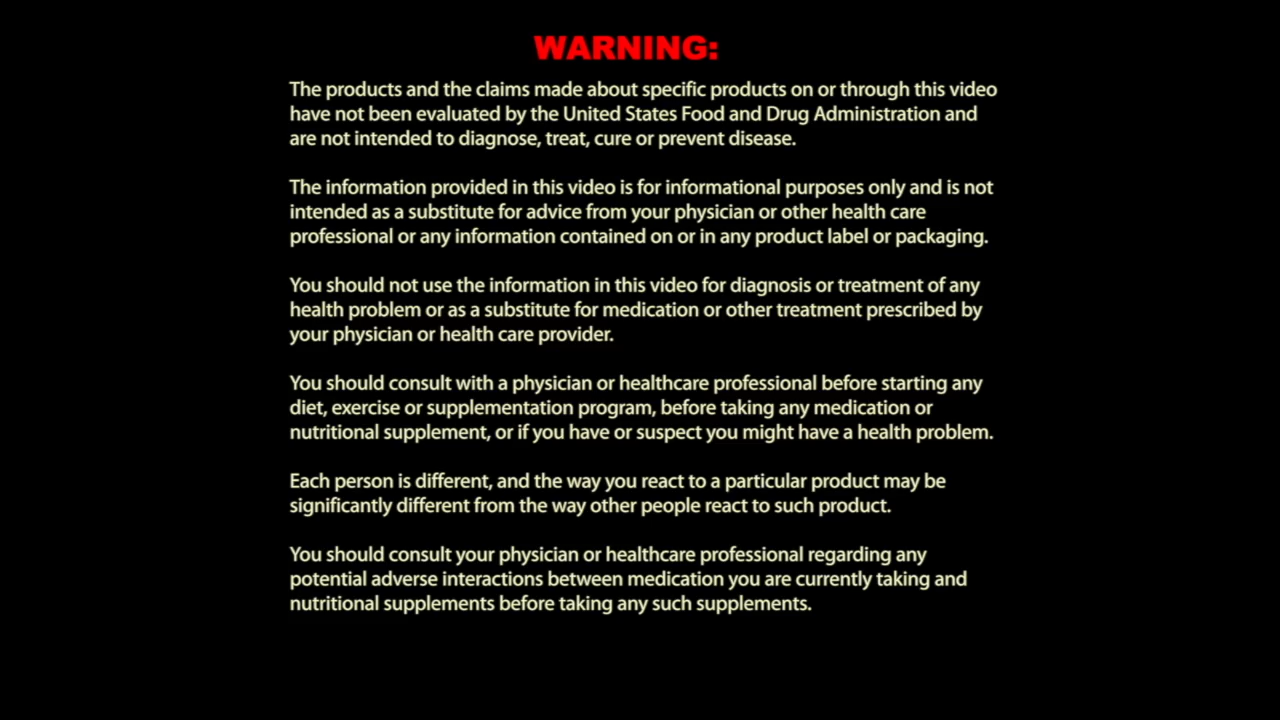 WARNING:
The products and the claims made about specific products on or through this video
have not been evaluated by the United States Food and Drug Administration and
are not intended to diagnose, treat, cure or prevent disease.
The information provided in this video is for informational purposes only and is not
intended as a substitute for advice from your physician or other health care
professional or any information contained on or in any product label or packaging.
You should not use the information in this video for diagnosis or treatment of any
health problem or as a substitute for medication or other treatment prescribed by
your physician or health care provider.
You should consult with a physician or healthcare professional before starting any
diet, exercise or supplementation program, before taking any medication or
nutritional supplement, or if you have or suspect you might have a health problem.
Each person is different, and the way you react to a particular product may be
significantly different from the way other people react to such product.
You should consult your physician or healthcare professional regarding any
potential adverse interactions between medication you are currently taking and
nutritional supplements before taking any such supplements.